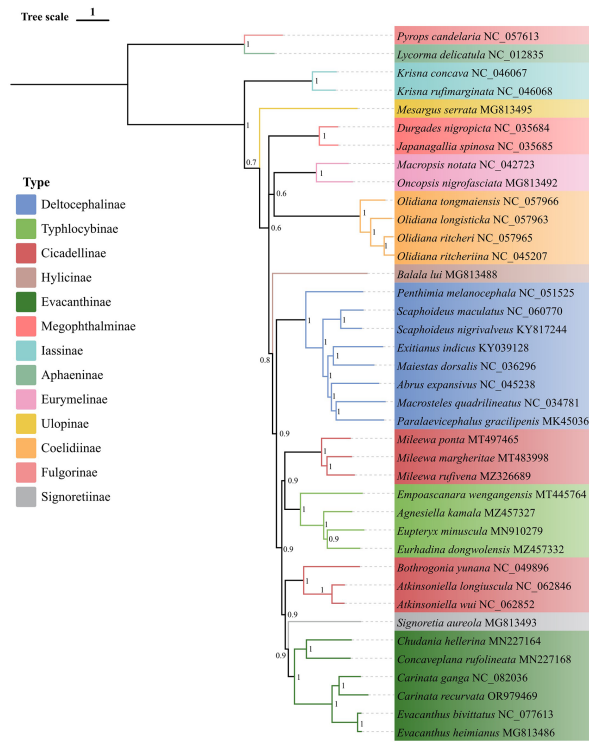 Tree scale 1
Pyrops candelaria NC_057613
Lycorma delicatula NC_012835
Krisna concava NC_046067
1
Krisna rufimarginata NC_046068
1
Mesargus serrata MG813495
Durgades nigropicta NC_035684
1
0.7
Japanagallia spinosa NC_035685
Macropsis notata NC_042723
1
Type
Oncopsis nigrofasciata MG813492
0.6
Deltocephalinae
Olidiana tongmaiensis NC_057966
1
Olidiana longisticka NC_057963
Typhlocybinae
0.6
1
Olidiana ritcheri NC_057965
1
Cicadellinae
Olidiana ritcheriina NC_045207
Hylicinae
Balala lui MG813488
Penthimia melanocephala NC_051525
Evacanthinae
Scaphoideus maculatus NC_060770
1
1
Megophthalminae
Scaphoideus nigrivalveus KY817244
1
Iassinae
Exitianus indicus KY039128
0.8
1
Maiestas dorsalis NC_036296
Aphaeninae
1
Abrus expansivus NC_045238
Eurymelinae
1
Macrosteles quadrilineatus NC_034781
1
Paralaevicephalus gracilipenis MK45036
Ulopinae
0.9
Mileewa ponta MT497465
Coelidiinae
1
Mileewa margheritae MT483998
1
Fulgorinae
0.9
Mileewa rufivena MZ326689
Signoretiinae
Empoascanara wengangensis MT445764
1
Agnesiella kamala MZ457327
1
Eupteryx minuscula MN910279
0.9
0.9
Eurhadina dongwolensis MZ457332
Bothrogonia yunana NC_049896
1
Atkinsoniella longiuscula NC_062846
1
Atkinsoniella wui NC_062852
0.9
Signoretia aureola MG813493
Chudania hellerina MN227164
1
0.9
Concaveplana rufolineata MN227168
1
Carinata ganga NC_082036
1
Carinata recurvata OR979469
1
Evacanthus bivittatus NC_077613
1
Evacanthus heimianus MG813486